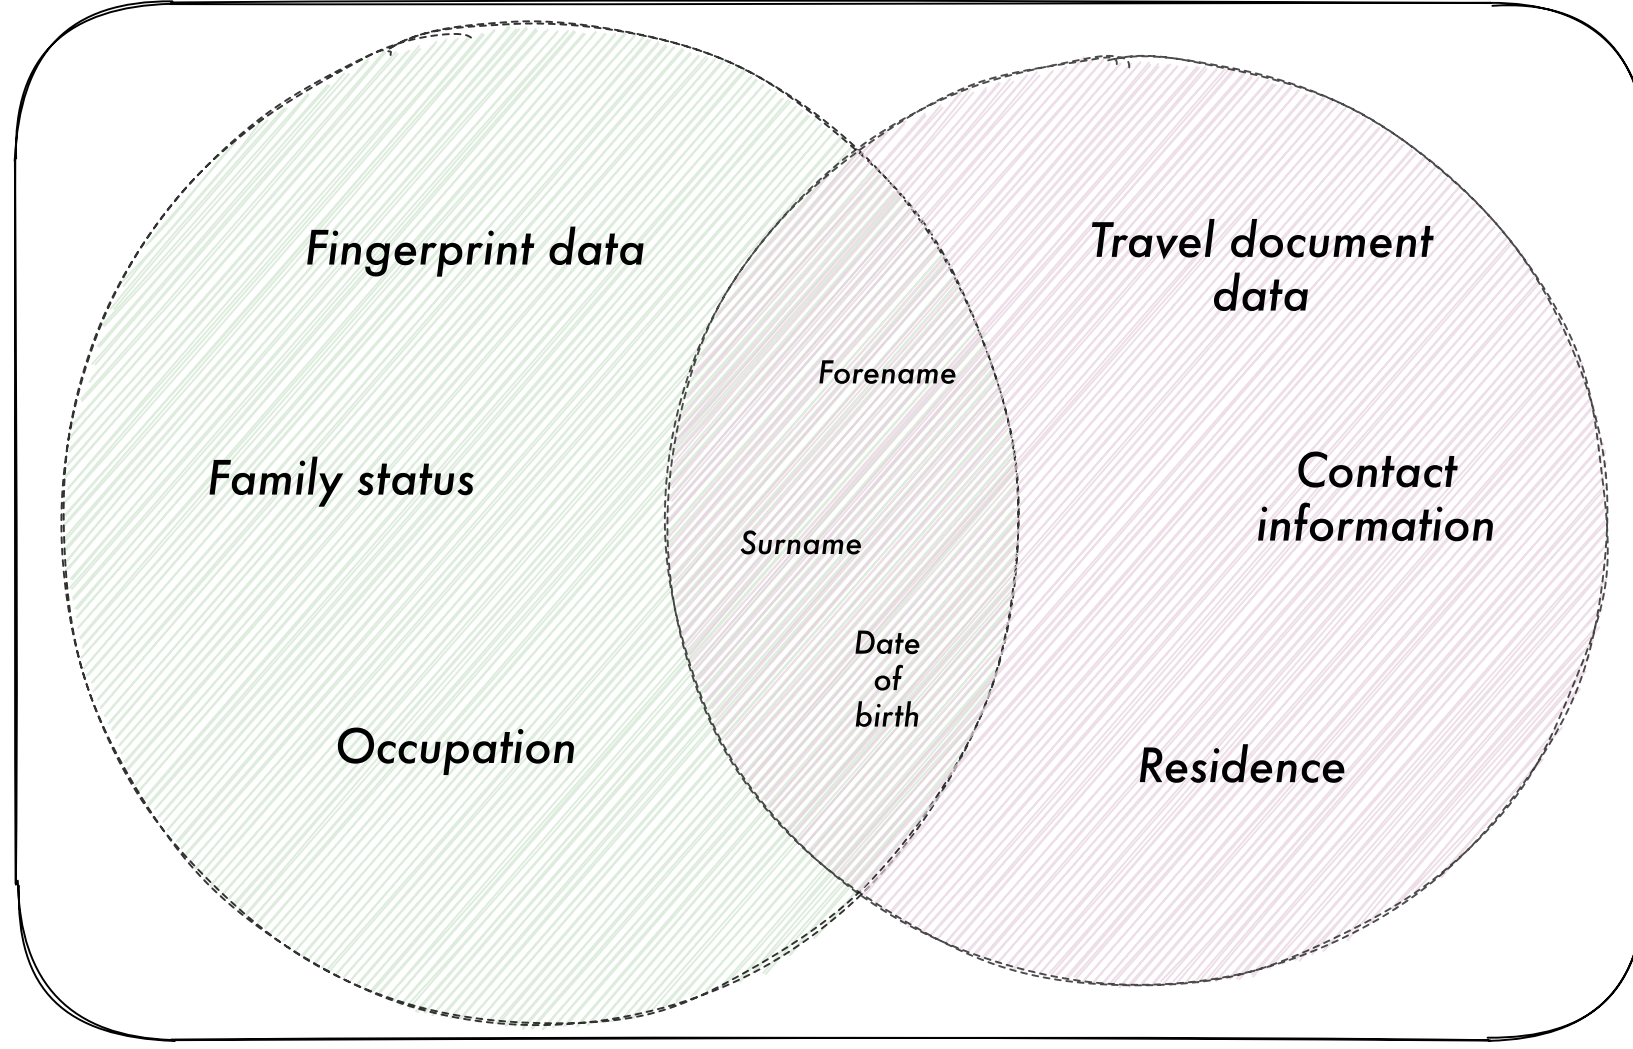 Fingerprint data
Family status
Occupation
Forename
Surname
Date
of
birth
Travel document
data
Contact
information
Residence